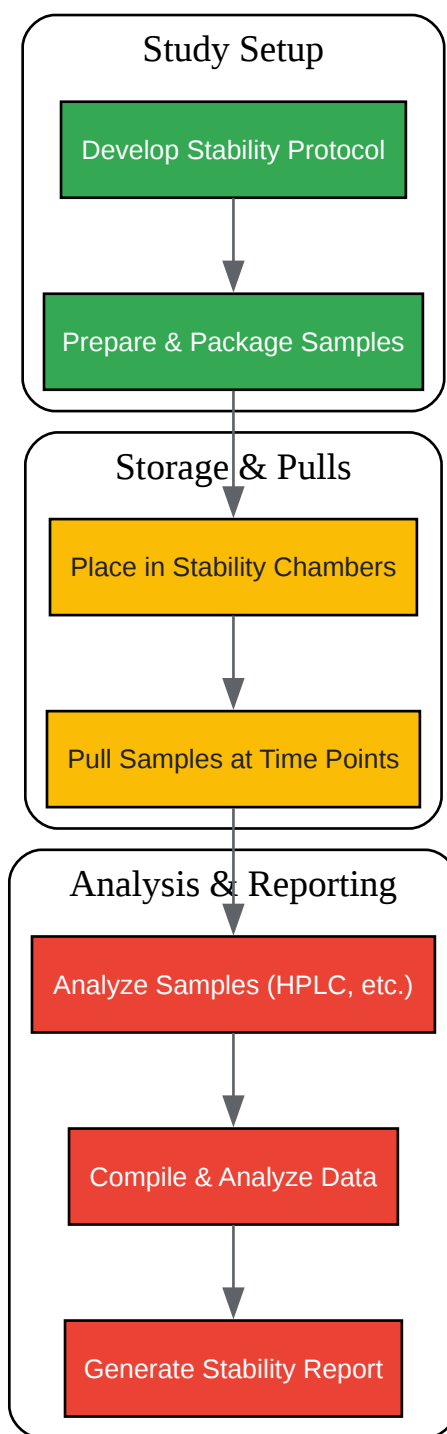 Study Setup
Develop Stability Protocol
Prepare & Package Samples
Storage & Pulls
Place in Stability Chambers
Pull Samples at Time Points
Analysis & Reporting
Analyze Samples (HPLC, etc.)
Compile & Analyze Data
Generate Stability Report